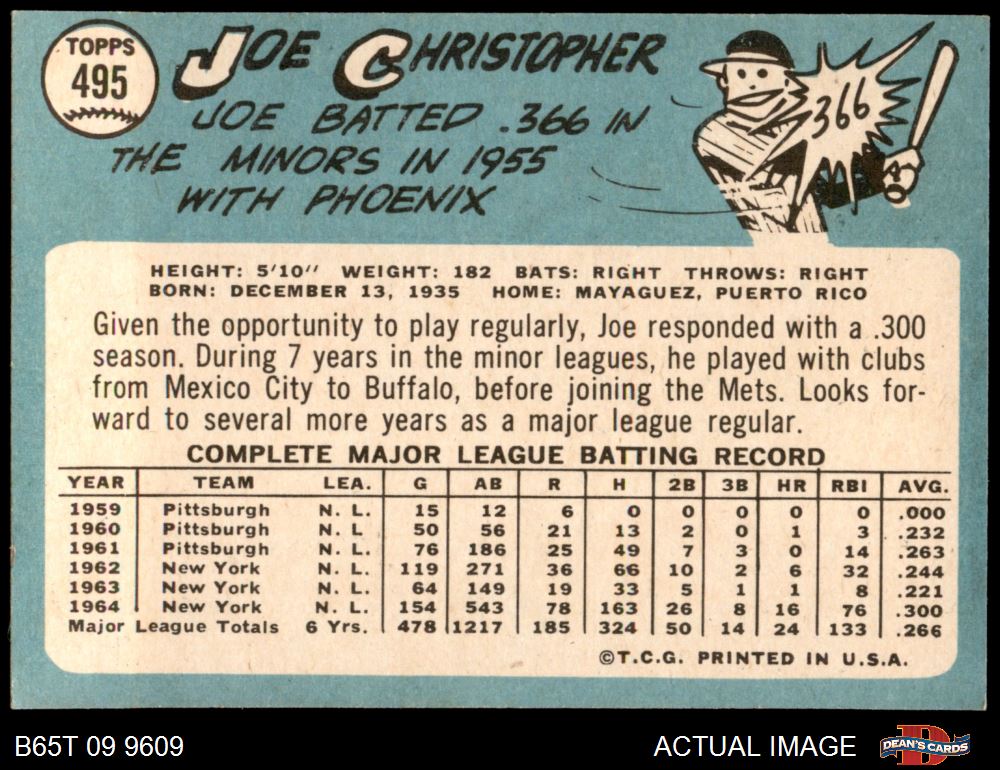 TOPPS
495
JOE CHRISTOPHER
JOE BATTED .366 IN
THE MINORS IN 1955
WITH PHOENIX
366
HEIGHT: 5'10" WEIGHT: 182 BATS: RIGHT THROWS: RIGHT
BORN: DECEMBER 13, 1935 HOME: MAYAGUEZ, PUERTO RICO
Given the opportunity to play regularly, Joe responded with a .300
season. During 7 years in the minor leagues, he played with clubs
from Mexico City to Buffalo, before joining the Mets. Looks for-
ward to several more years as a major league regular.
COMPLETE MAJOR LEAGUE BATTING RECORD
YEAR TEAM LEA. G AB R H 2B 3B HR RBI AVG.
1959 Pittsburgh N. L. 15 12 6 0 0 0 0 0 .000
1960 Pittsburgh N. L 50 56 21 13 2 0 1 3 .232
1961 Pittsburgh N. L. 76 186 25 49 7 3 0 14 .263
1962 New York N. L. 119 271 36 66 10 2 6 32 .244
1963 New York N. L. 64 149 19 33 5 1 1 8 .221
1964 New York N. L. 154 543 78 163 26 8 16 76 .300
Major League Totals 6 Yrs. 478 1217 185 324 50 14 24 133 .266
©T.C.G. PRINTED IN U.S.A.
B65T 09 9609
ACTUAL IMAGE
D
DEAN'S CARDS